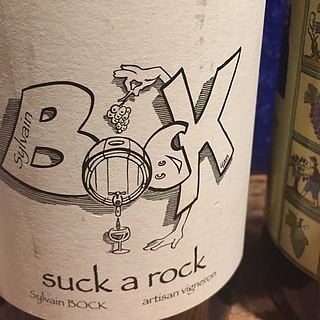 Sylvain
BOCK
suck a rock
Sylvain BOCK artisan vigneron